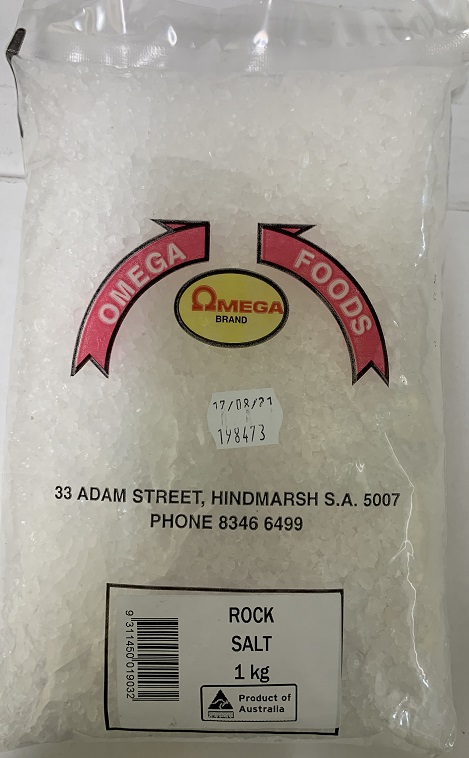 OMEGA FOODS
ΩMEGA
BRAND
17/08/21
198473
33 ADAM STREET, HINDMARSH S.A. 5007
PHONE 8346 6499
ROCK
SALT
1 kg
9 311450 019032
Product of
Australia